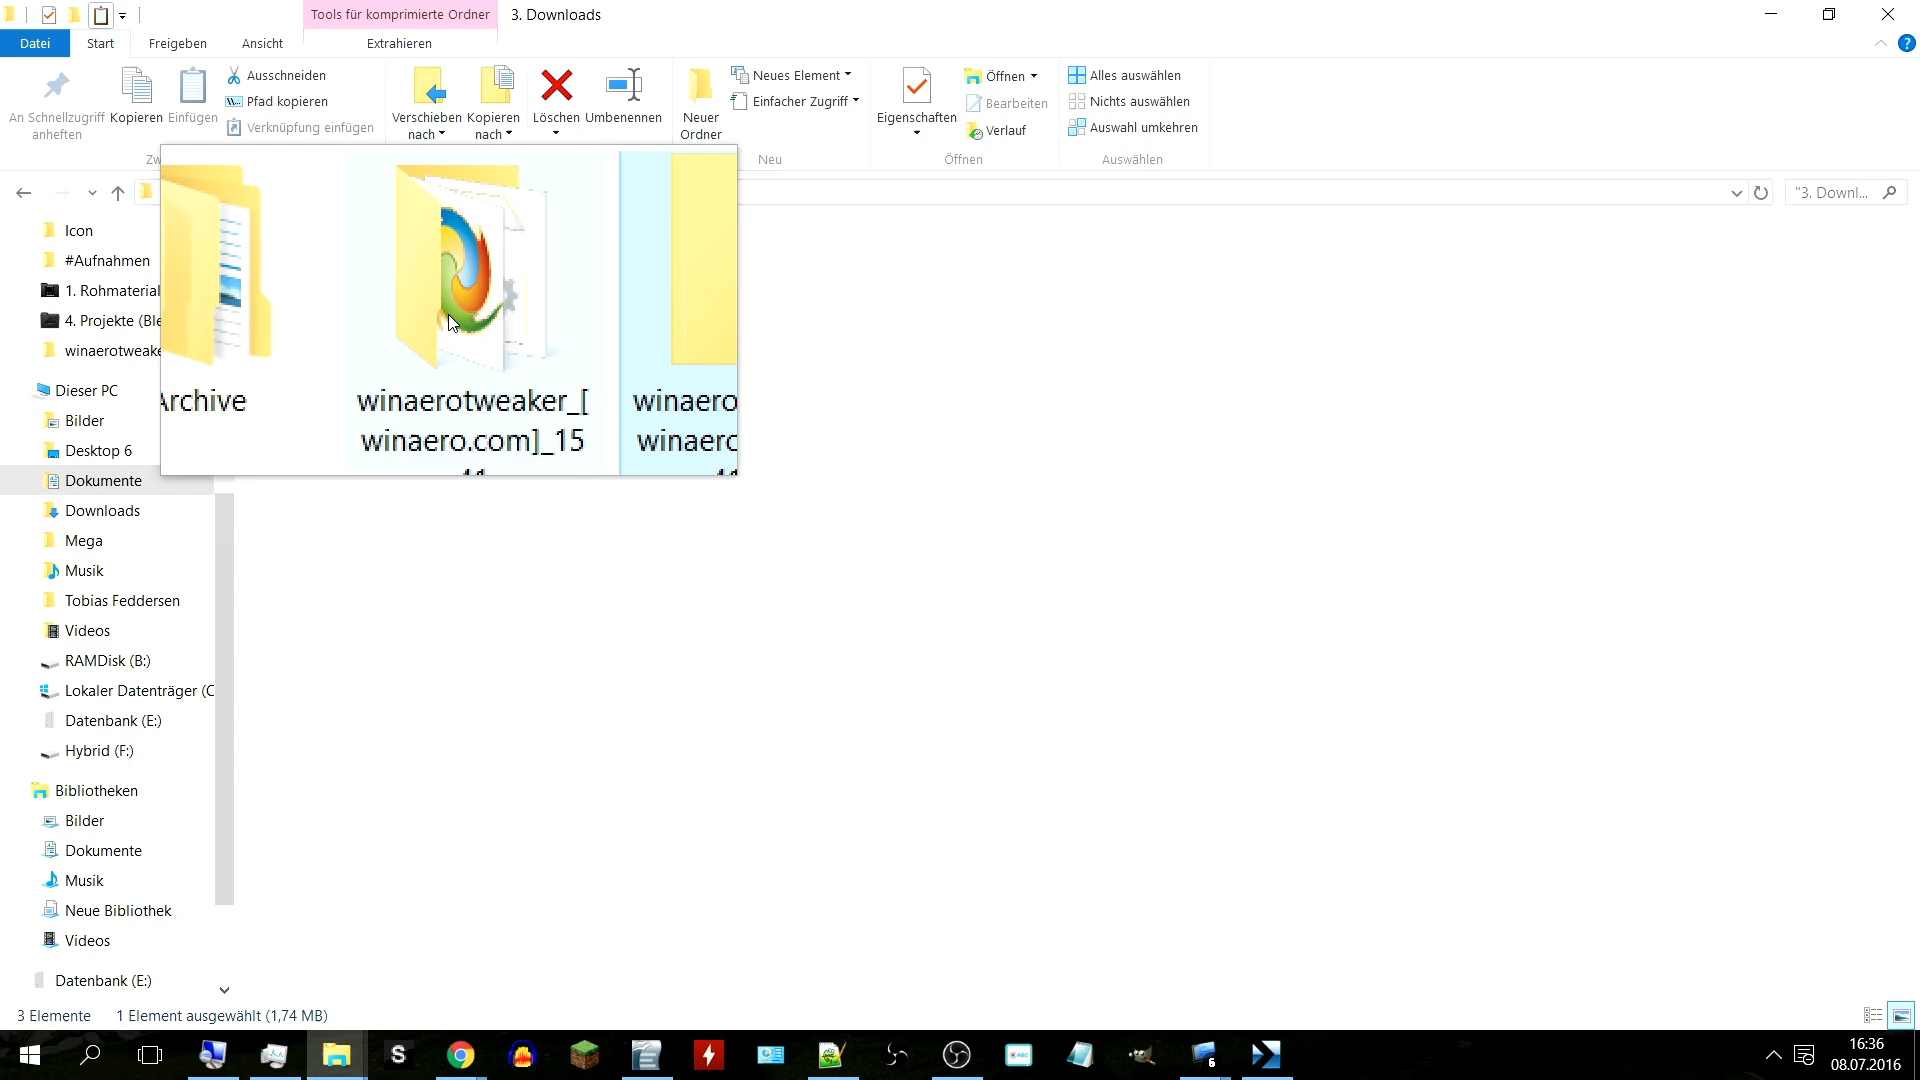 Tools für komprimierte Ordner
3. Downloads
Datei
Start
Freigeben
Ansicht
Extrahieren
An Schnellzugriff
anheften
Kopieren
Einfügen
Ausschneiden
Pfad kopieren
Verknüpfung einfügen
Verschieben
nach
Kopieren
nach
Löschen
Umbenennen
Neuer
Ordner
Neues Element
Einfacher Zugriff
Eigenschaften
Öffnen
Bearbeiten
Verlauf
Alles auswählen
Nichts auswählen
Auswahl umkehren
Zw
Neu
Öffnen
Auswählen
"3. Downl...
Icon
#Aufnahmen
1. Rohmaterial
4. Projekte (Ble
winaerotweake
Archive
winaerotweaker_[
winaero.com]_15
winaero
winaero
Dieser PC
Bilder
Desktop 6
Dokumente
Downloads
Mega
Musik
Tobias Feddersen
Videos
RAMDisk (B:)
Lokaler Datenträger (C
Datenbank (E:)
Hybrid (F:)
Bibliotheken
Bilder
Dokumente
Musik
Neue Bibliothek
Videos
Datenbank (E:)
3 Elemente
1 Element ausgewählt (1,74 MB)
S
6
16:36
08.07.2016